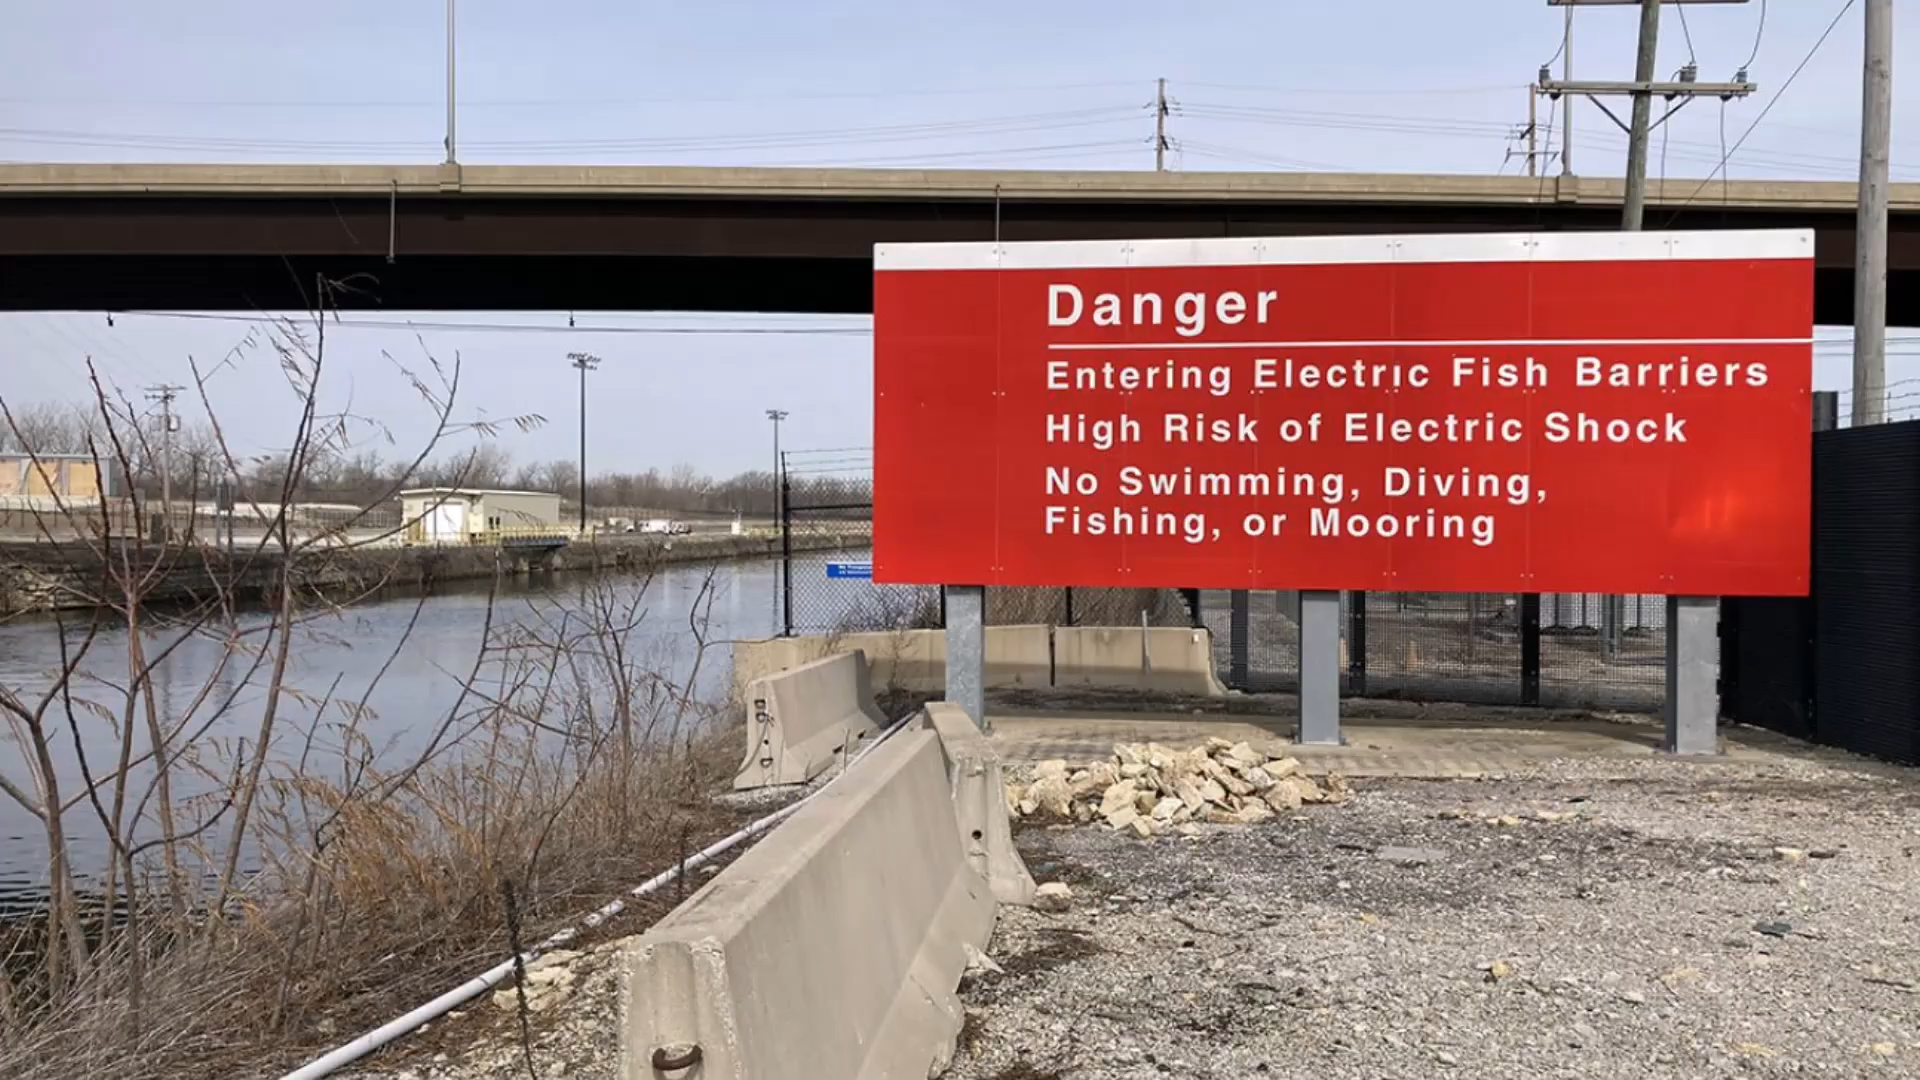 Danger
Entering Electric Fish Barriers
High Risk of Electric Shock
No Swimming, Diving,
Fishing, or Mooring